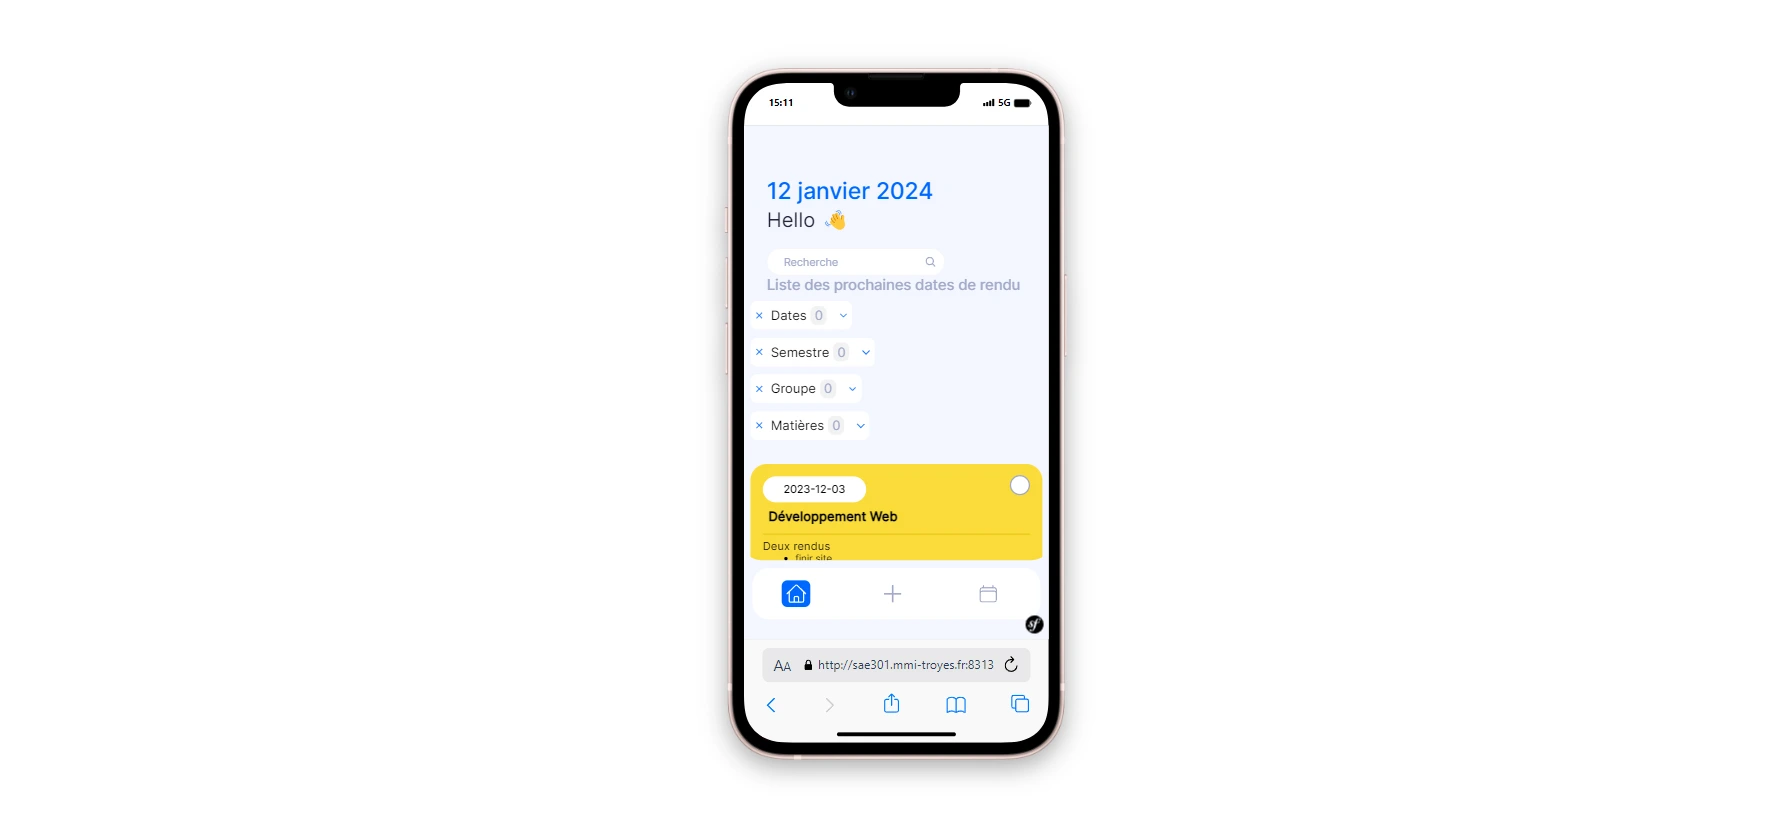 15:11 5G
12 janvier 2024
Hello 👋
Recherche
Liste des prochaines dates de rendu
× Dates 0
× Semestre 0
× Groupe 0
× Matières 0
2023-12-03
Développement Web
Deux rendus
• finir site
sf
AA http://sae301.mmi-troyes.fr:8313